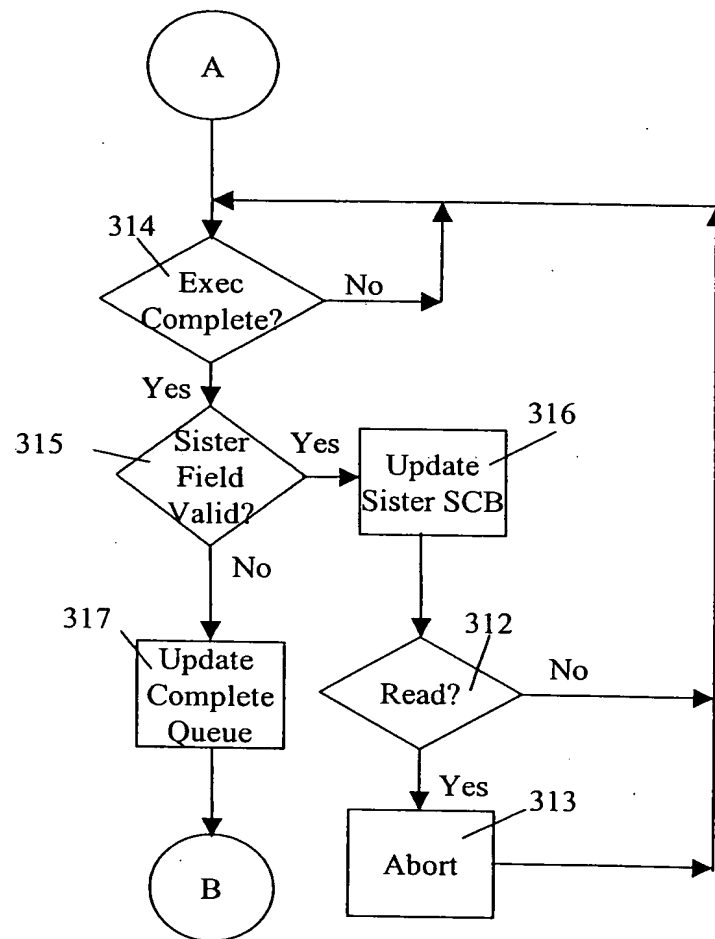 A
314
Exec
Complete?
No
Yes
315
Sister
Field
Valid?
Yes
316
Update
Sister SCB
No
317
Update
Complete
Queue
312
Read?
No
Yes
313
Abort
B